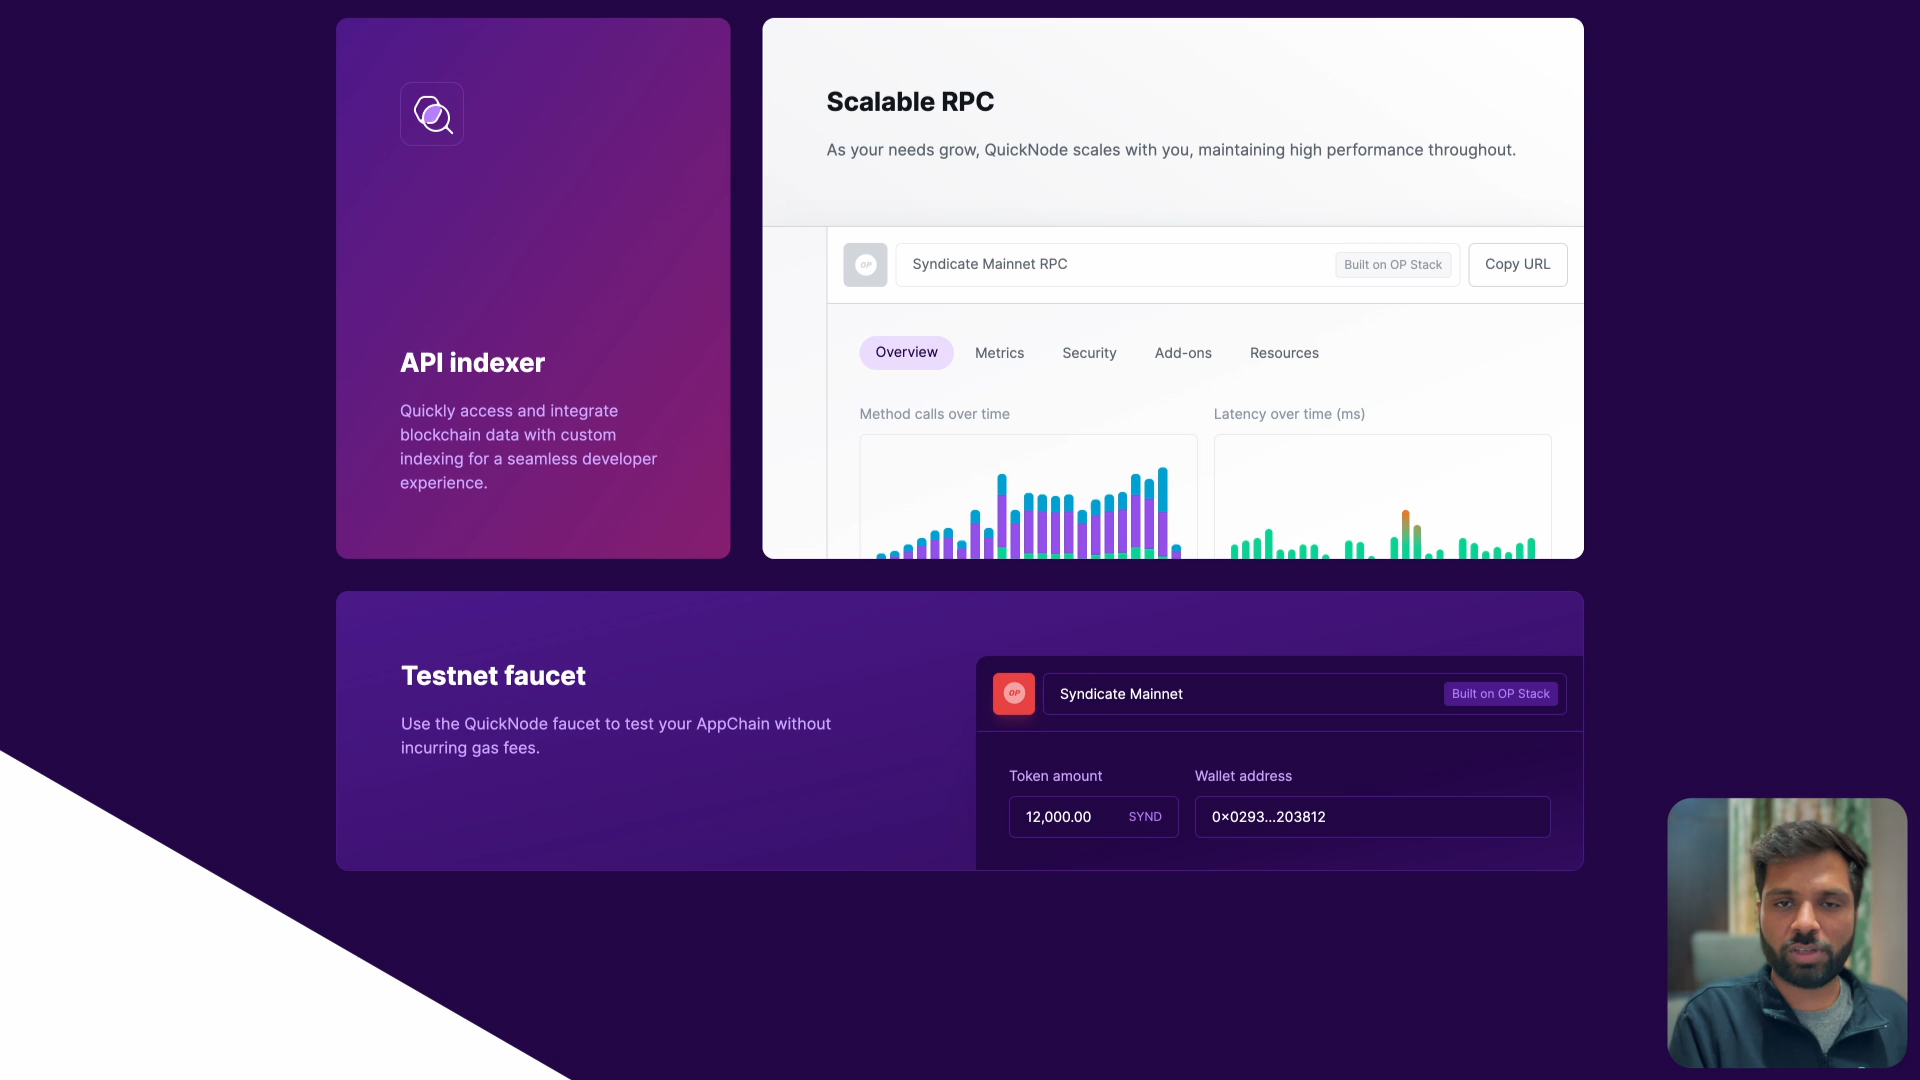 API indexer
Quickly access and integrate
blockchain data with custom
indexing for a seamless developer
experience.
Scalable RPC
As your needs grow, QuickNode scales with you, maintaining high performance throughout.
OP
Syndicate Mainnet RPC
Built on OP Stack
Copy URL
Overview
Metrics
Security
Add-ons
Resources
Method calls over time
Latency over time (ms)
Testnet faucet
Use the QuickNode faucet to test your AppChain without
incurring gas fees.
OP
Syndicate Mainnet
Built on OP Stack
Token amount
Wallet address
12,000.00
SYND
0×0293...203812